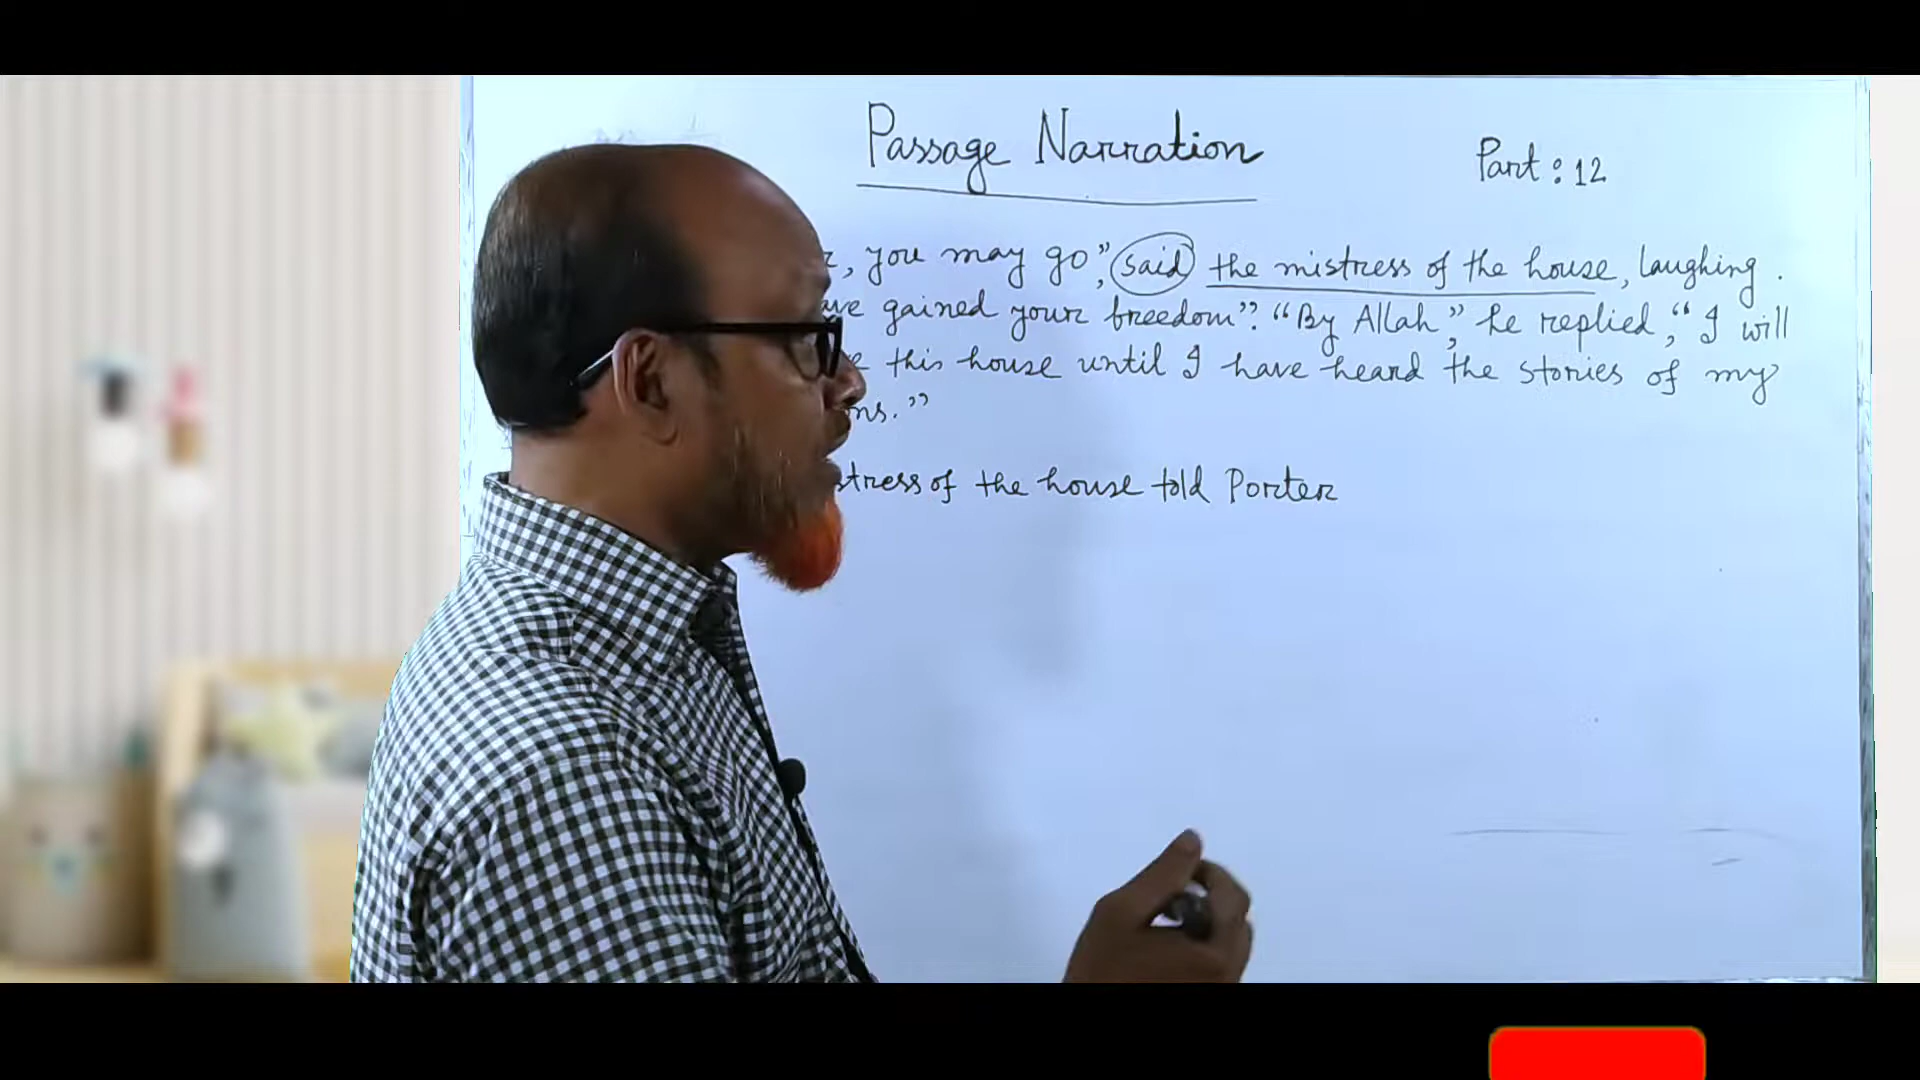 Passage Narration
Part: 12
you may go", said the mistress of the house, laughing.
gained your freedom". "By Allah", he replied, "I will
this house until I have heard the stories of my
of the house told Porter